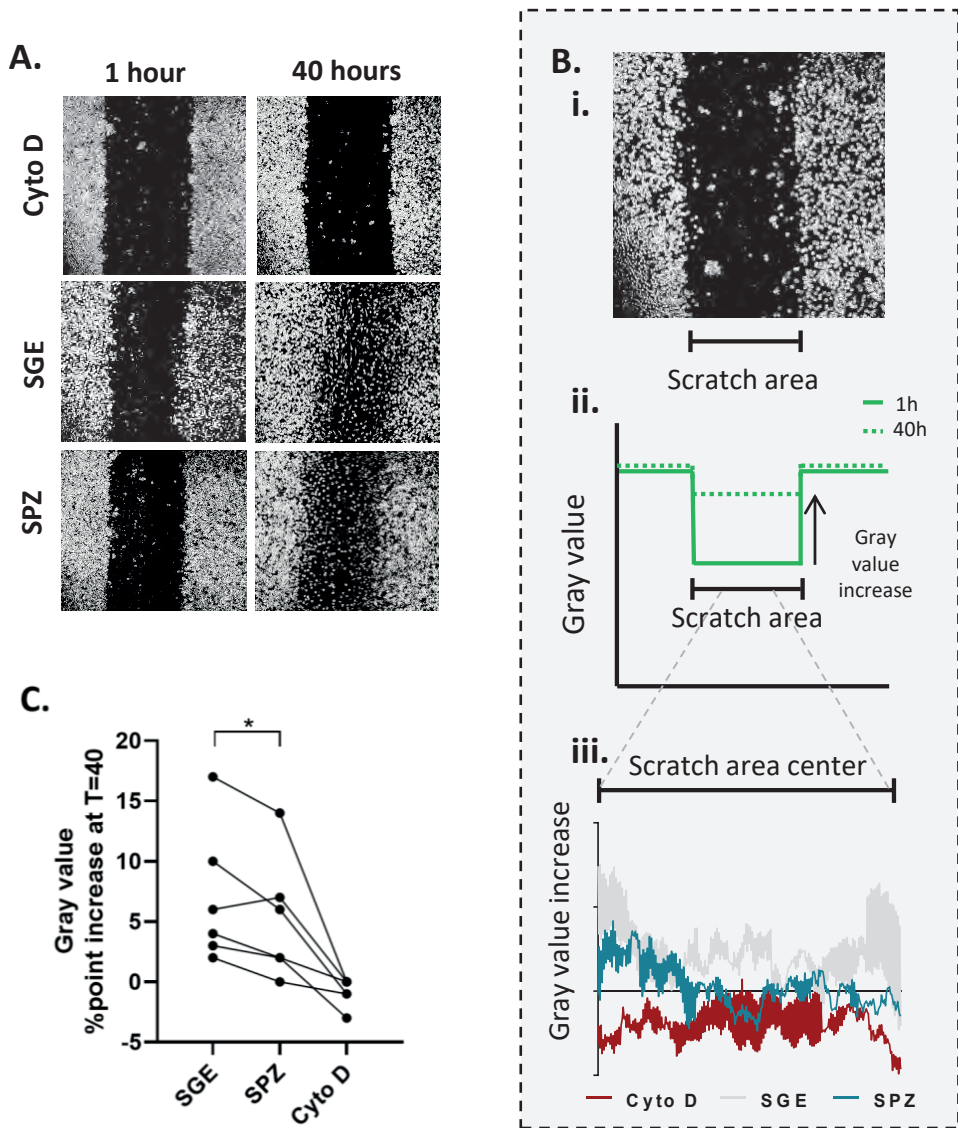 A.
1 hour
40 hours
Cyto D
SGE
SPZ
B.
i.
Scratch area
ii.
1h
40h
Gray value
Gray
value
increase
Scratch area
iii.
Scratch area center
Gray value increase
Cyto D
SGE
SPZ
C.
Gray value
%point increase at T=40
20
15
10
5
0
-5
*
SGE
SPZ
Cyto D